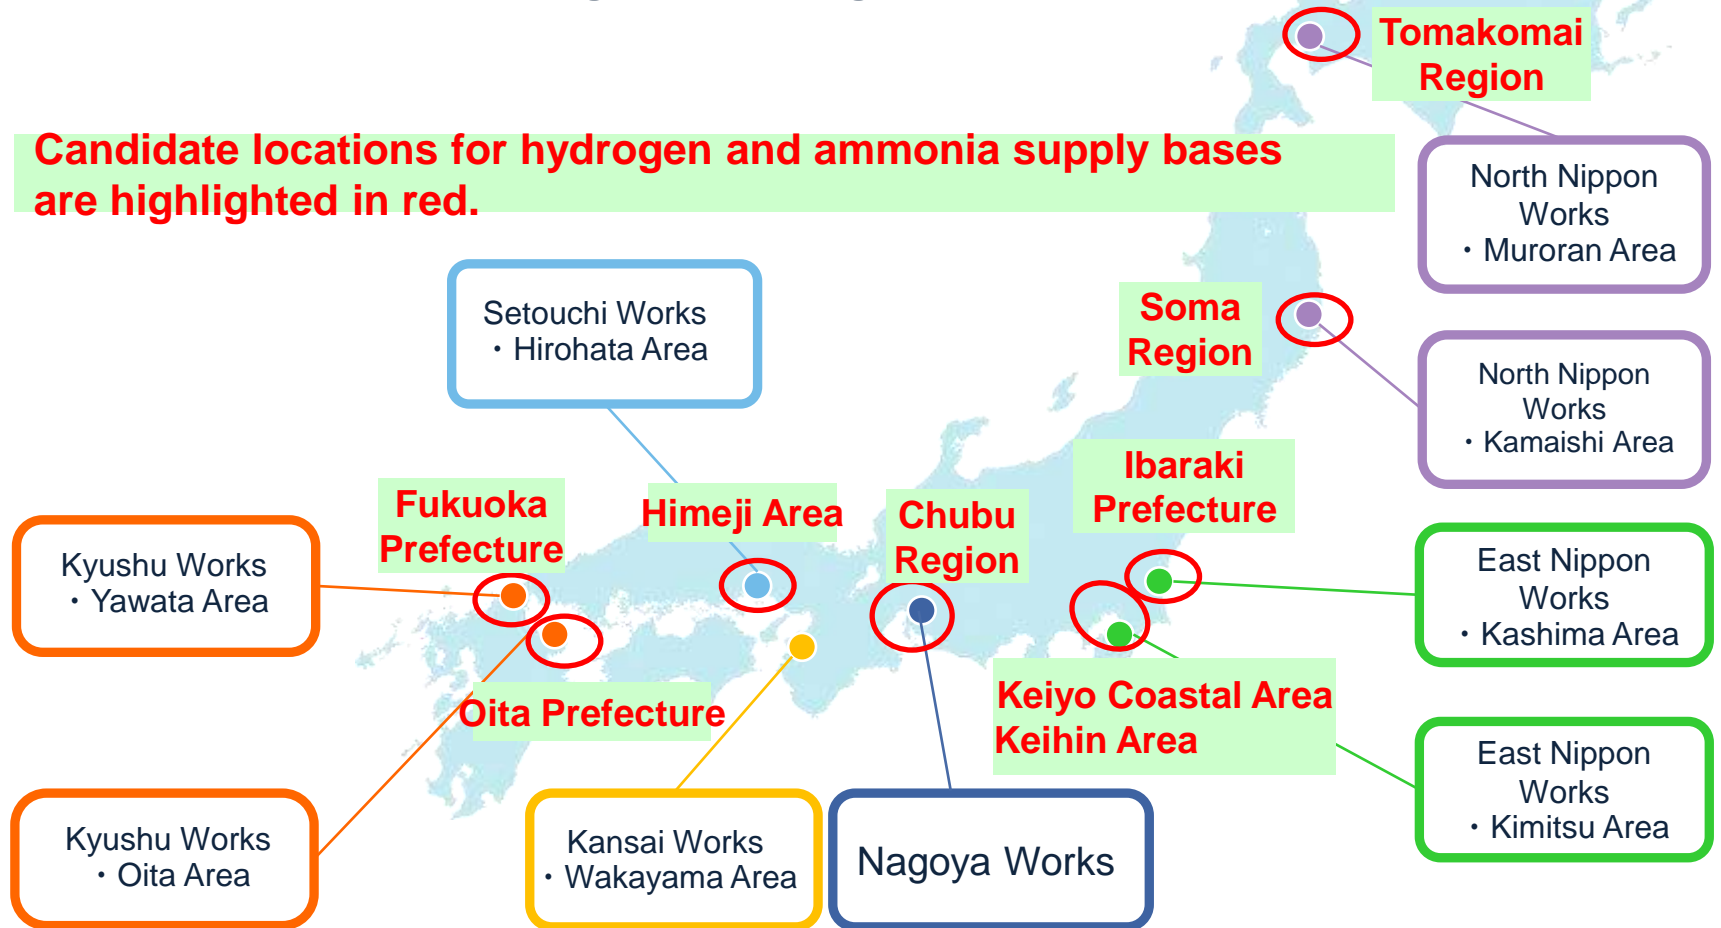 Tomakomai
Region
Candidate locations for hydrogen and ammonia supply bases
are highlighted in red.
North Nippon
Works
・Muroran Area
Setouchi Works
・Hirohata Area
Soma
Region
North Nippon
Works
・Kamaishi Area
Ibaraki
Prefecture
Fukuoka
Prefecture
Himeji Area
Chubu
Region
Kyushu Works
・Yawata Area
East Nippon
Works
・Kashima Area
Oita Prefecture
Keiyo Coastal Area
Keihin Area
East Nippon
Works
・Kimitsu Area
Kyushu Works
・Oita Area
Kansai Works
・Wakayama Area
Nagoya Works